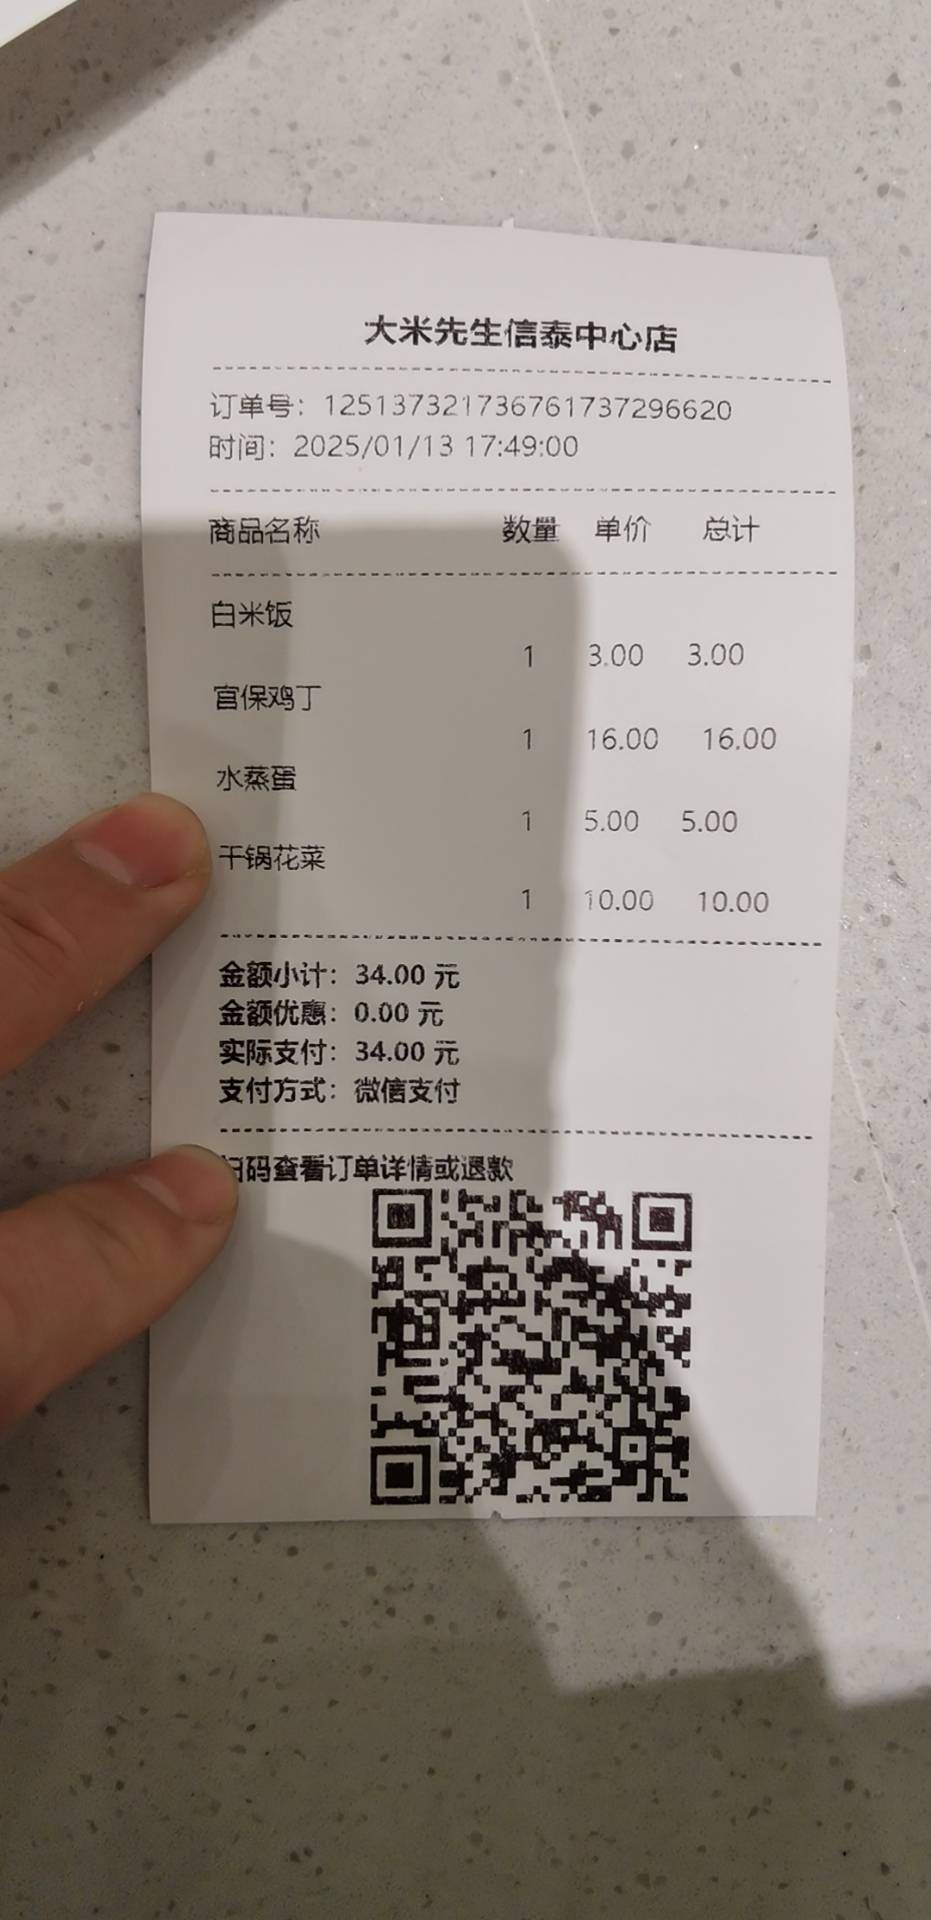 大米先生信泰中心店
订单号：125137321736761737296620
时间：2025/01/13 17:49:00
商品名称 数量 单价 总计
白米饭
1 3.00 3.00
宫保鸡丁
1 16.00 16.00
水蒸蛋
1 5.00 5.00
干锅花菜
1 10.00 10.00
金额小计：34.00 元
金额优惠：0.00 元
实际支付：34.00 元
支付方式：微信支付
扫码查看订单详情或退款